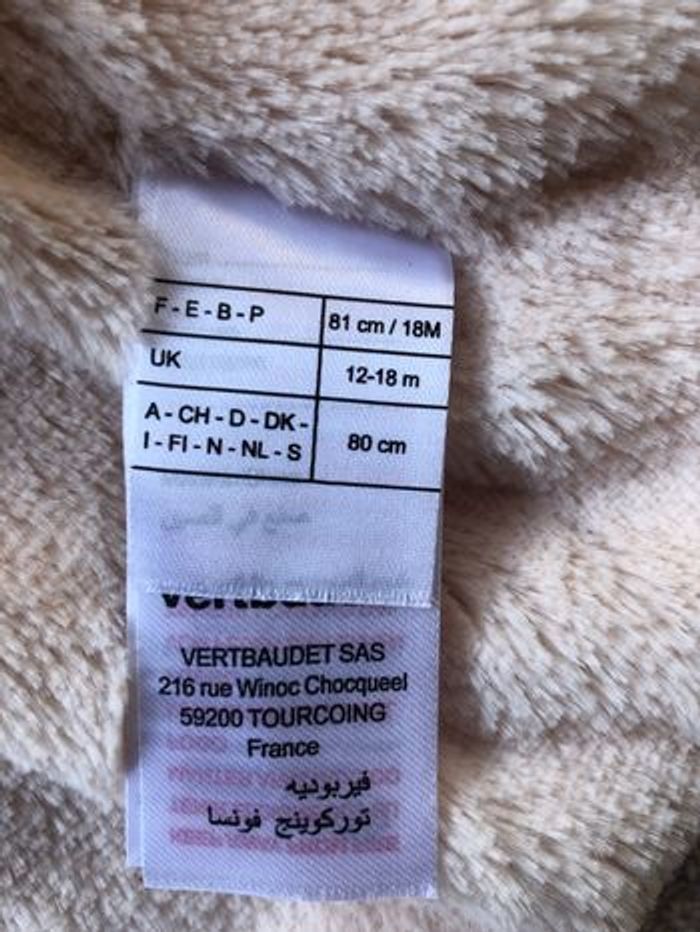 F - E - B - P
81 cm / 18M
UK
12-18 m
A - CH - D - DK -
I - FI - N - NL - S
80 cm
VERTBAUDET SAS
216 rue Winoc Chocqueel
59200 TOURCOING
France
فيربوديه
توركوينج فونسا